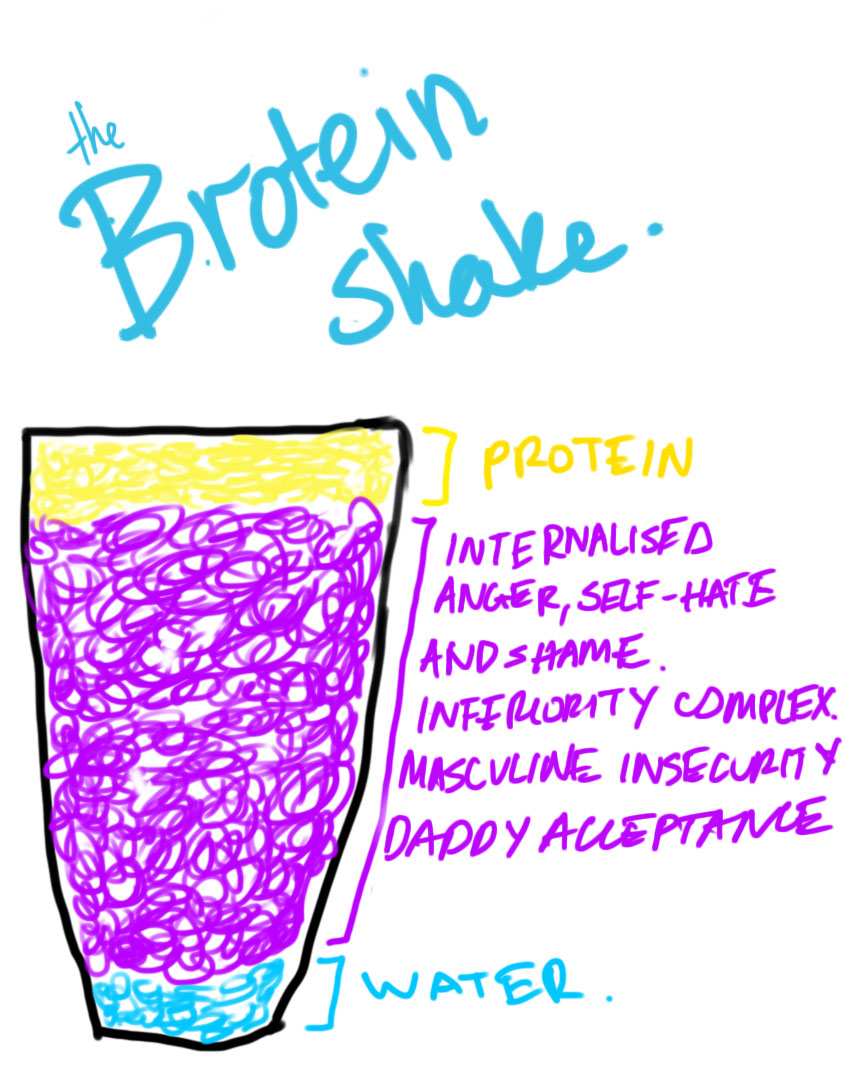 the
Brotein
shake.
PROTEIN
INTERNALISED
ANGER, SELF-HATE
AND SHAME.
INFERIORITY COMPLEX.
MASCULINE INSECURITY
DADDY ACCEPTANCE
WATER.